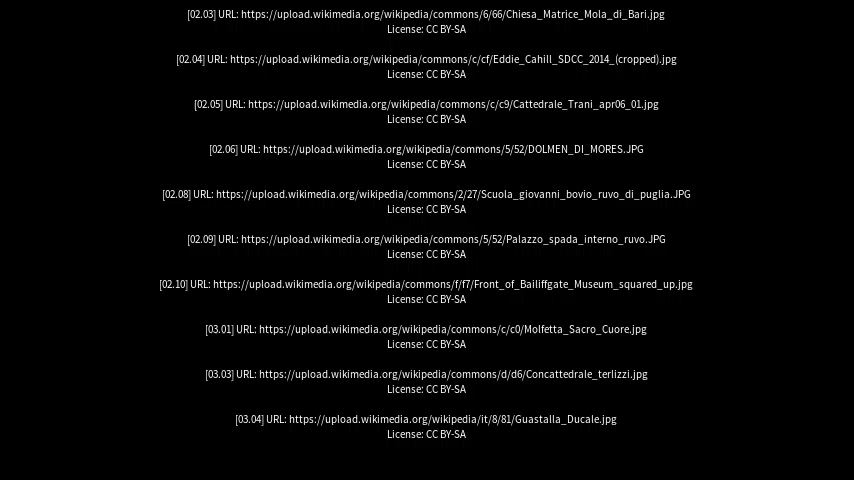 [02.03] URL: https://upload.wikimedia.org/wikipedia/commons/6/66/Chiesa_Matrice_Mola_di_Bari.jpg
License: CC BY-SA
[02.04] URL: https://upload.wikimedia.org/wikipedia/commons/c/cf/Eddie_Cahill_SDCC_2014_(cropped).jpg
License: CC BY-SA
[02.05] URL: https://upload.wikimedia.org/wikipedia/commons/c/c9/Cattedrale_Trani_apr06_01.jpg
License: CC BY-SA
[02.06] URL: https://upload.wikimedia.org/wikipedia/commons/5/52/DOLMEN_DI_MORES.JPG
License: CC BY-SA
[02.08] URL: https://upload.wikimedia.org/wikipedia/commons/2/27/Scuola_giovanni_bovio_ruvo_di_puglia.JPG
License: CC BY-SA
[02.09] URL: https://upload.wikimedia.org/wikipedia/commons/5/52/Palazzo_spada_interno_ruvo.JPG
License: CC BY-SA
[02.10] URL: https://upload.wikimedia.org/wikipedia/commons/f/f7/Front_of_Bailiffgate_Museum_squared_up.jpg
License: CC BY-SA
[03.01] URL: https://upload.wikimedia.org/wikipedia/commons/c/c0/Molfetta_Sacro_Cuore.jpg
License: CC BY-SA
[03.03] URL: https://upload.wikimedia.org/wikipedia/commons/d/d6/Concattedrale_terlizzi.jpg
License: CC BY-SA
[03.04] URL: https://upload.wikimedia.org/wikipedia/it/8/81/Guastalla_Ducale.jpg
License: CC BY-SA